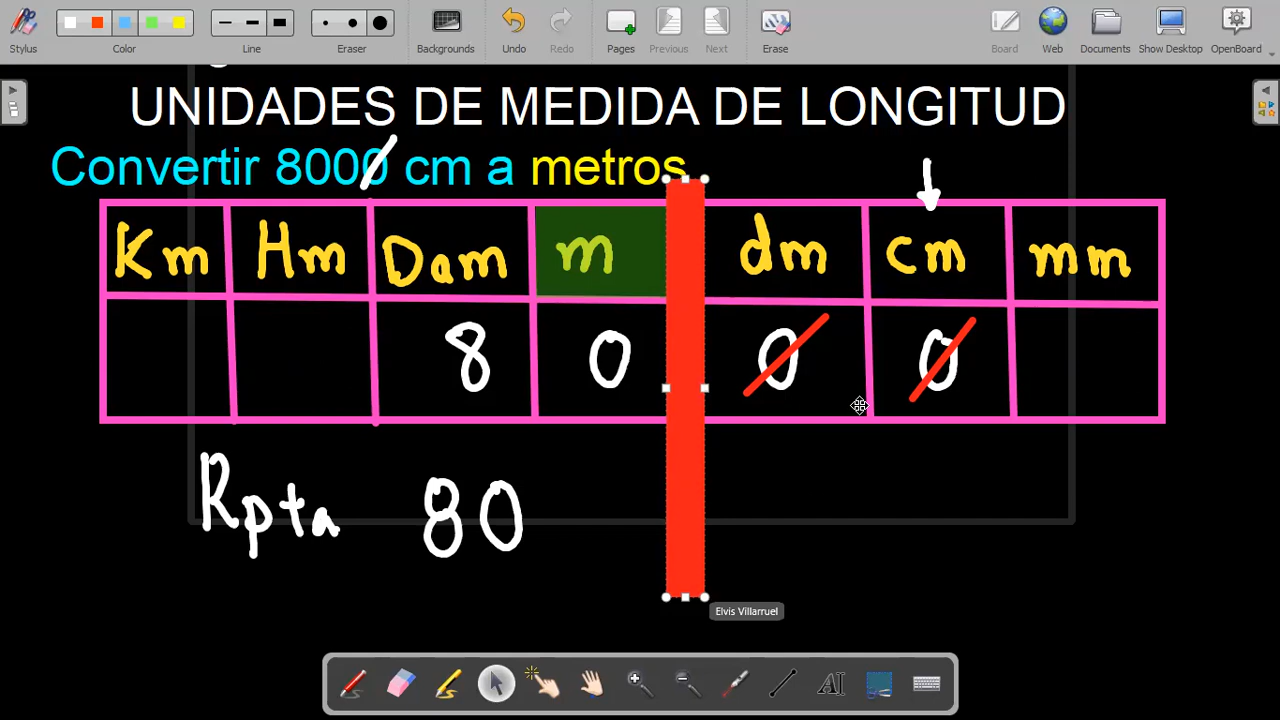 Stylus
Color
Line
Eraser
Backgrounds
Undo
Redo
Pages
Previous
Next
Erase
Board
Web
Documents
Show Desktop
OpenBoard
UNIDADES DE MEDIDA DE LONGITUD
Convertir 8000 cm a metros
Km Hm Dam m dm cm mm
8 0 0 0
Rpta 80
Elvis Villarruel
AI